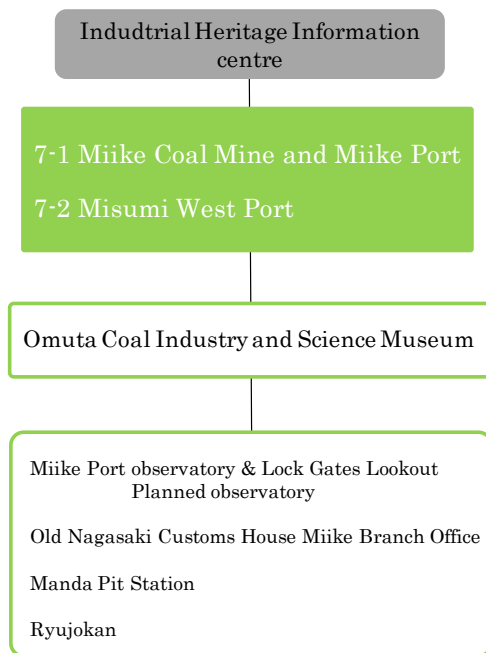 Indudtrial Heritage Information
centre
7-1 Miike Coal Mine and Miike Port
7-2 Misumi West Port
Omuta Coal Industry and Science Museum
Miike Port observatory & Lock Gates Lookout
Planned observatory
Old Nagasaki Customs House Miike Branch Office
Manda Pit Station
Ryujokan